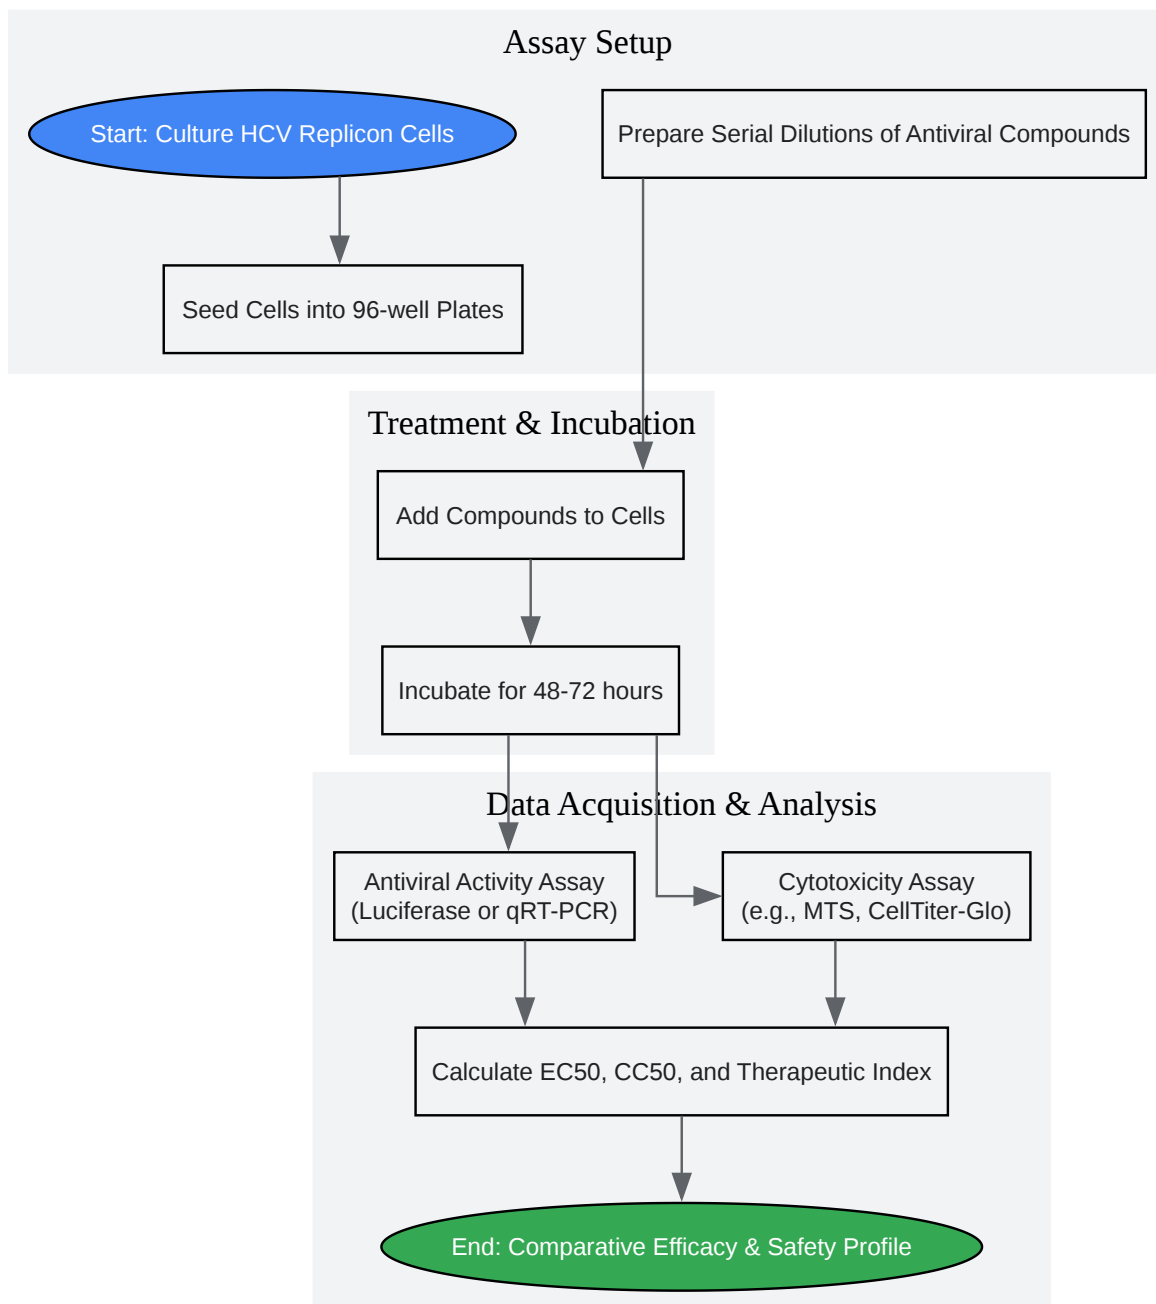 Assay Setup
Start: Culture HCV Replicon Cells
Prepare Serial Dilutions of Antiviral Compounds
Seed Cells into 96-well Plates
Treatment & Incubation
Add Compounds to Cells
Incubate for 48-72 hours
Data Acquisition & Analysis
Antiviral Activity Assay
(Luciferase or qRT-PCR)
Cytotoxicity Assay
(e.g., MTS, CellTiter-Glo)
Calculate EC50, CC50, and Therapeutic Index
End: Comparative Efficacy & Safety Profile